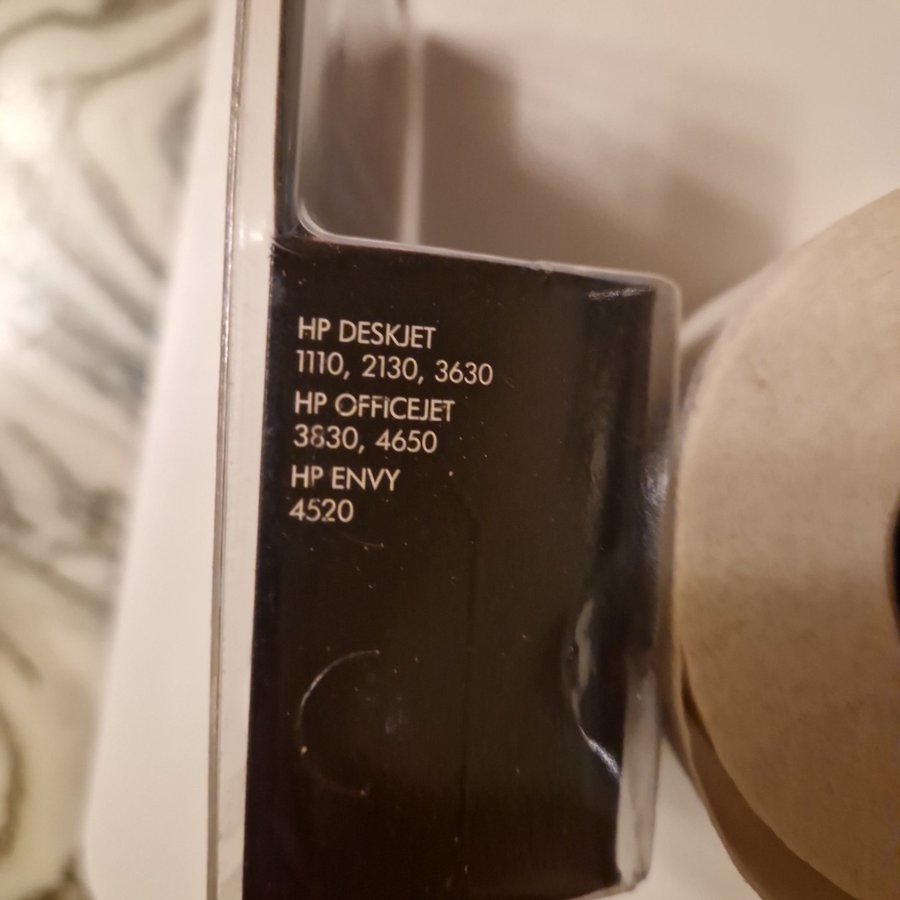 HP DESKJET
1110, 2130, 3630
HP OFFICEJET
3830, 4650
HP ENVY
4520